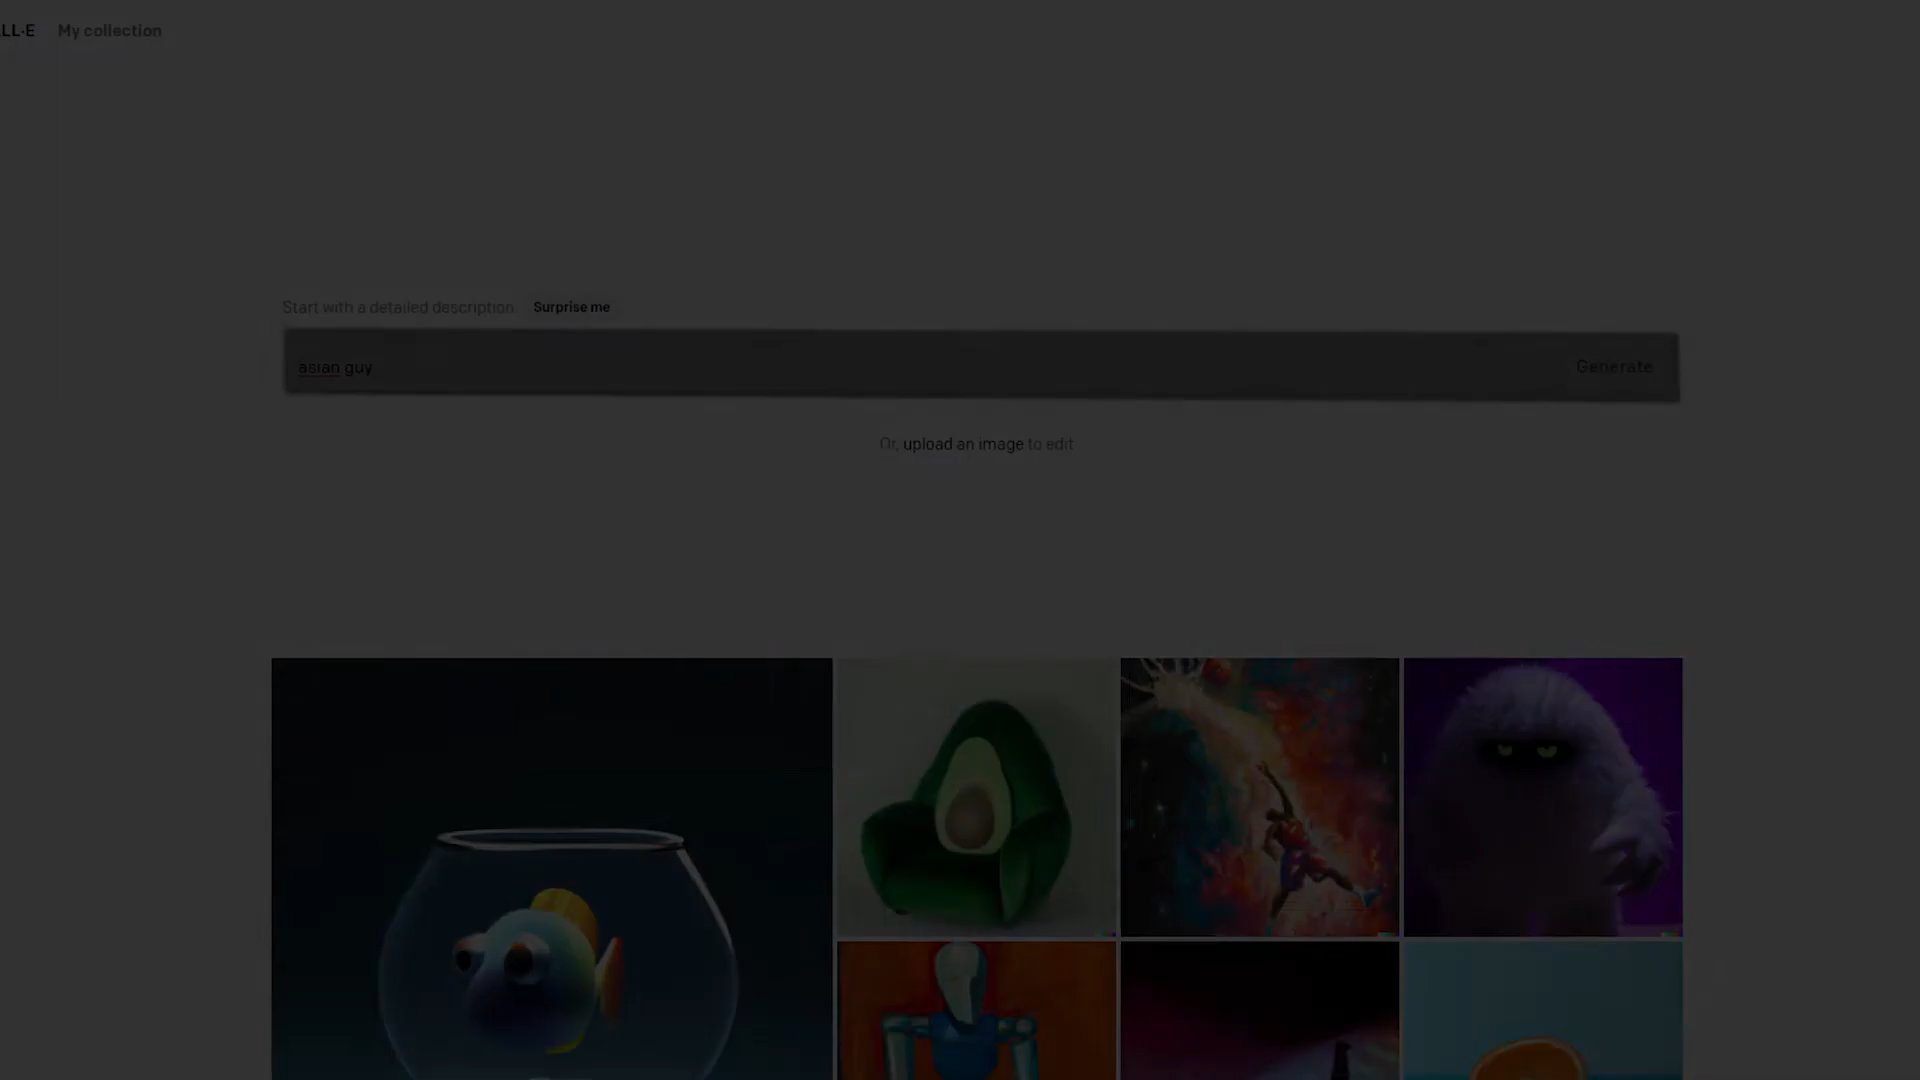 LL·E My collection
Start with a detailed description Surprise me
asian guy Generate
Or, upload an image to edit